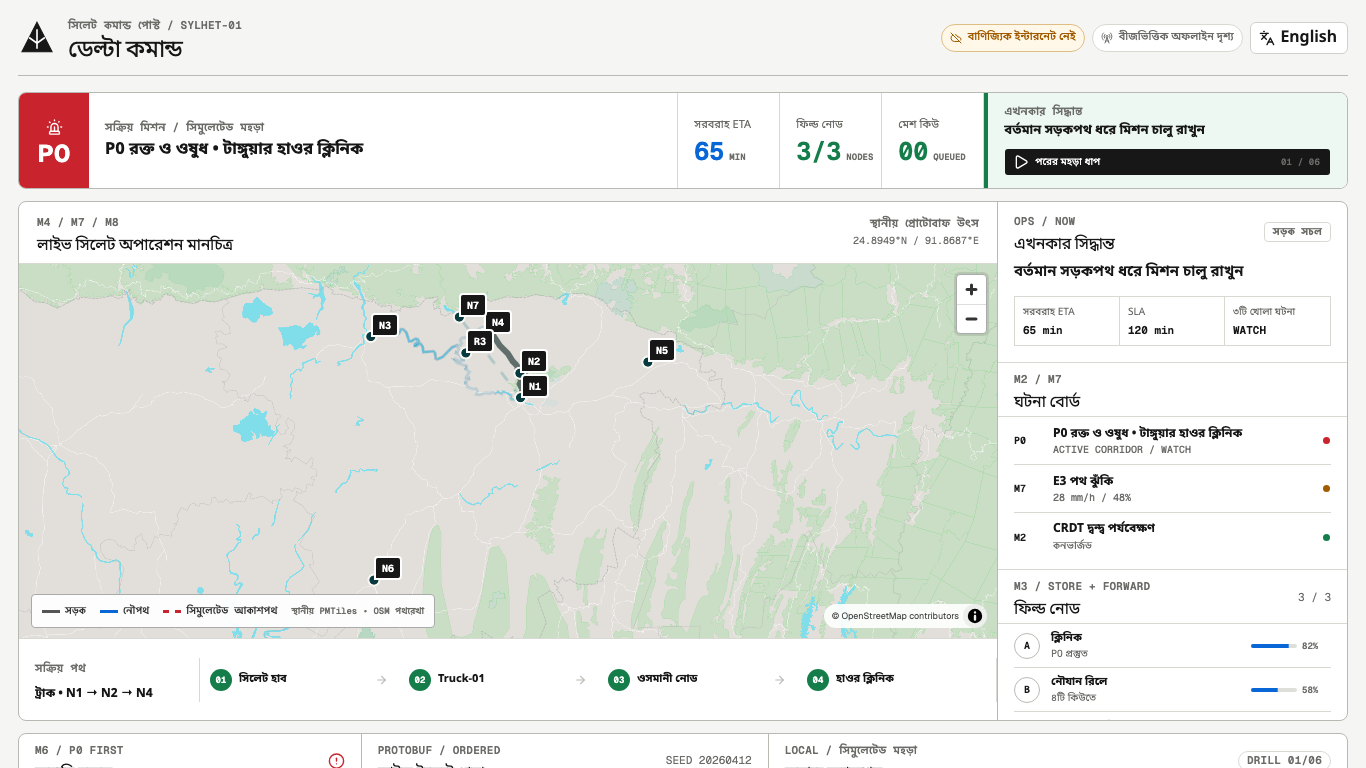 সিলেট কমান্ড পোস্ট / SYLHET-01
ডেল্টা কমান্ড
বাণিজ্যিক ইন্টারনেট নেই
বীজভিত্তিক অফলাইন দৃশ্য
English
P0
সক্রিয় মিশন / সিমুলেটেড মহড়া
P0 রক্ত ও ওষুধ • টাঙ্গুয়ার হাওর ক্লিনিক
সরবরাহ ETA
65 MIN
ফিল্ড নোড
3/3 NODES
মেশ কিউ
00 QUEUED
এখনকার সিদ্ধান্ত
বর্তমান সড়কপথ ধরে মিশন চালু রাখুন
পরের মহড়া ধাপ
01 / 06
M4 / M7 / M8
লাইভ সিলেট অপারেশন মানচিত্র
স্থানীয় প্রোটোবাফ উৎস
24.8949°N / 91.8687°E
N7
N3
N4
R3
N5
N2
N1
N6
+
−
সড়ক
নৌপথ
সিমুলেটেড আকাশপথ
স্থানীয় PMTiles • OSM পথরেখা
© OpenStreetMap contributors
সক্রিয় পথ
ট্রাক • N1 → N2 → N4
01 সিলেট হাব
→
02 Truck-01
→
03 ওসমানী নোড
→
04 হাওর ক্লিনিক
OPS / NOW
এখনকার সিদ্ধান্ত
সড়ক সচল
বর্তমান সড়কপথ ধরে মিশন চালু রাখুন
সরবরাহ ETA
65 min
SLA
120 min
৩টি খোলা ঘটনা
WATCH
M2 / M7
ঘটনা বোর্ড
P0
P0 রক্ত ও ওষুধ • টাঙ্গুয়ার হাওর ক্লিনিক
ACTIVE CORRIDOR / WATCH
M7
E3 পথ ঝুঁকি
28 mm/h / 48%
M2
CRDT দ্বন্দ্ব পর্যবেক্ষণ
কনভার্জড
M3 / STORE + FORWARD
ফিল্ড নোড
3 / 3
A
ক্লিনিক
P0 প্রস্তুত
82%
B
নৌযান রিলে
৪টি কিউতে
58%
M6 / P0 FIRST
PROTOBUF / ORDERED
SEED 20260412
LOCAL / সিমুলেটেড মহড়া
DRILL 01/06